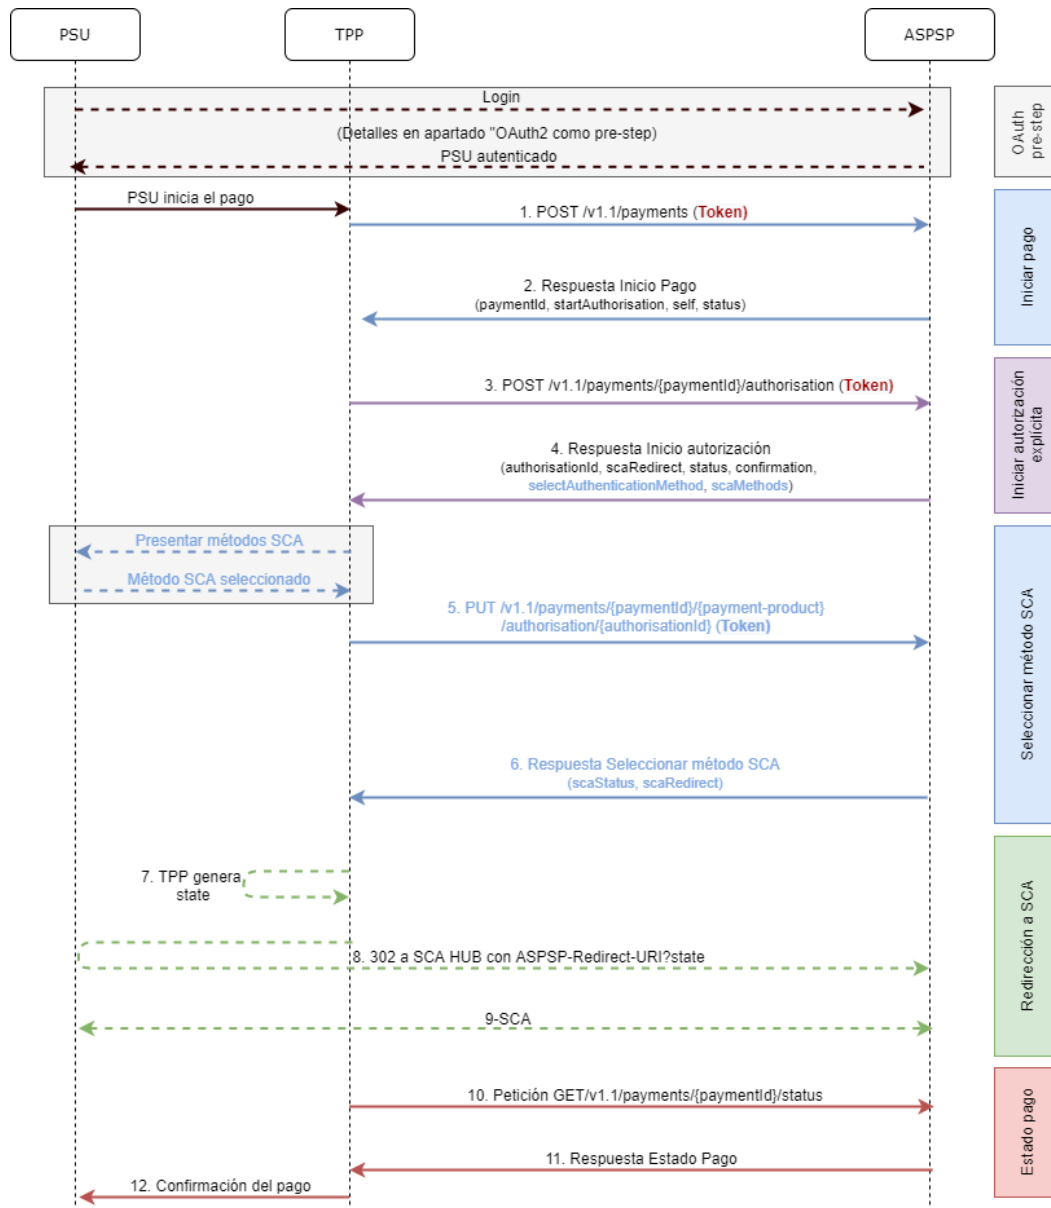 PSU
TPP
ASPSP
Login
(Detalles en apartado "OAuth2 como pre-step)
PSU autenticado
OAuth
pre-step
PSU inicia el pago
1. POST /v1.1/payments (Token)
2. Respuesta Inicio Pago
(paymentId, startAuthorisation, self, status)
Iniciar pago
3. POST /v1.1/payments/{paymentId}/authorisation (Token)
4. Respuesta Inicio autorización
(authorisationId, scaRedirect, status, confirmation,
selectAuthenticationMethod, scaMethods)
Iniciar autorización
explícita
Presentar métodos SCA
Método SCA seleccionado
5. PUT /v1.1/payments/{paymentId}/{payment-product}
/authorisation/{authorisationId} (Token)
6. Respuesta Seleccionar método SCA
(scaStatus, scaRedirect)
Seleccionar método SCA
7. TPP genera
state
8. 302 a SCA HUB con ASPSP-Redirect-URI?state
9-SCA
Redirección a SCA
10. Petición GET/v1.1/payments/{paymentId}/status
11. Respuesta Estado Pago
12. Confirmación del pago
Estado pago